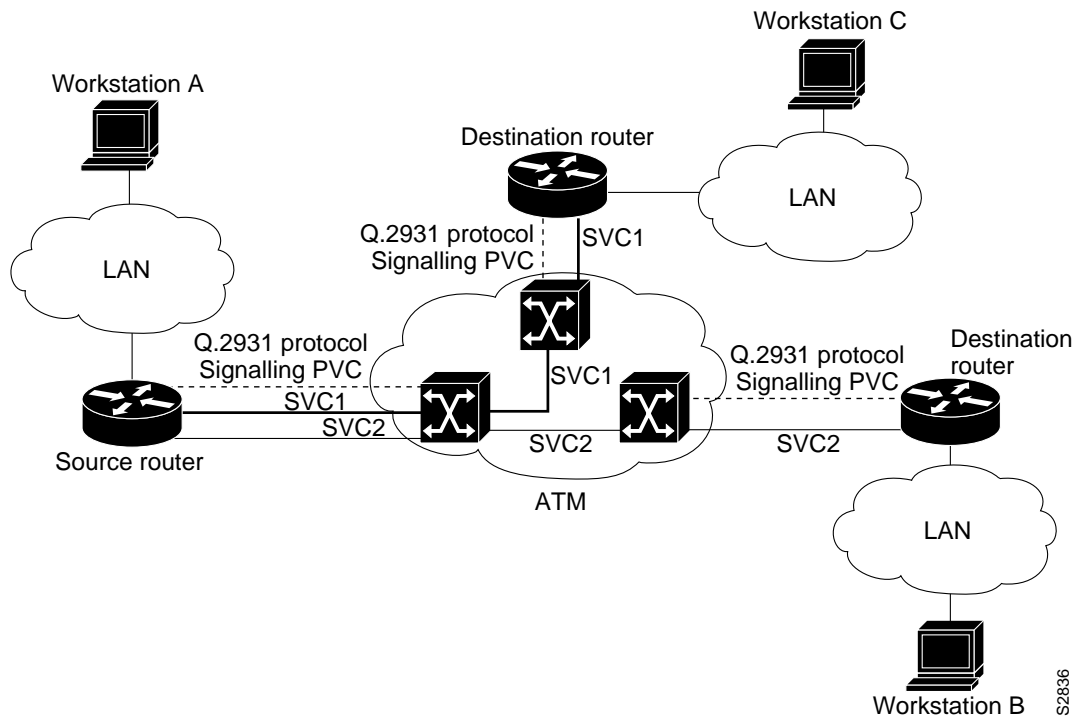 Workstation C
Workstation A
Destination router
LAN
Q.2931 protocol
Signalling PVC
SVC1
LAN
Q.2931 protocol
Signalling PVC
SVC1
Q.2931 protocol
Signalling PVC
Destination
router
SVC1
SVC2
SVC2
SVC2
Source router
ATM
LAN
Workstation B
S2836